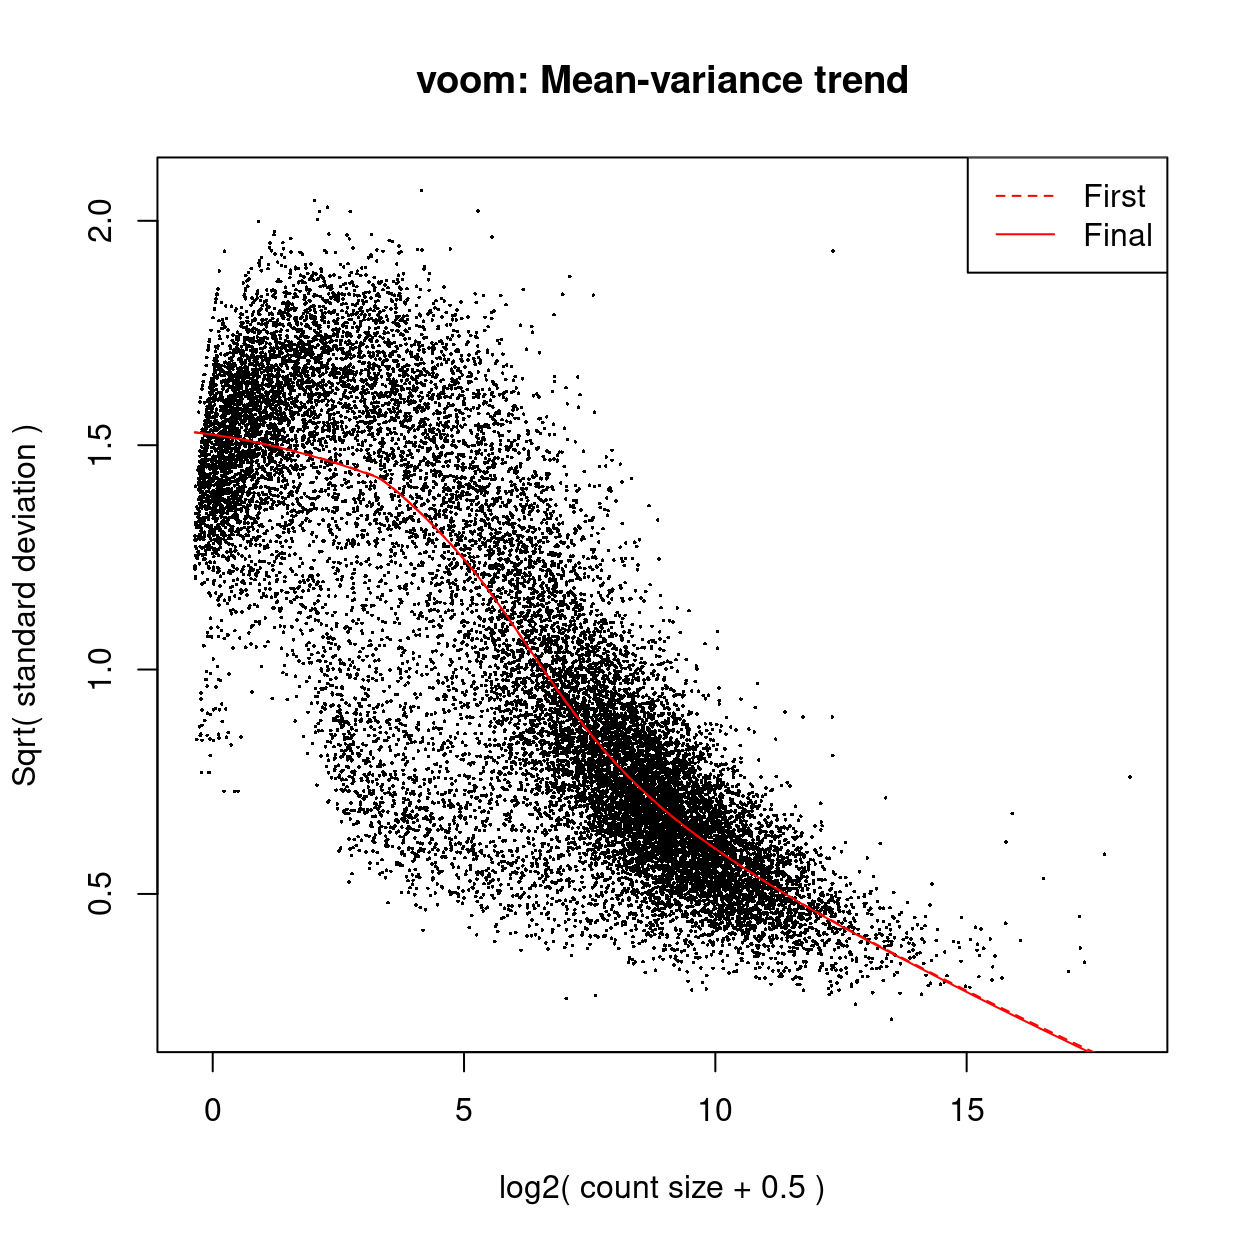 voom: Mean-variance trend
First
Final
Sqrt( standard deviation )
2.0
1.5
1.0
0.5
0 5 10 15
log2( count size + 0.5 )